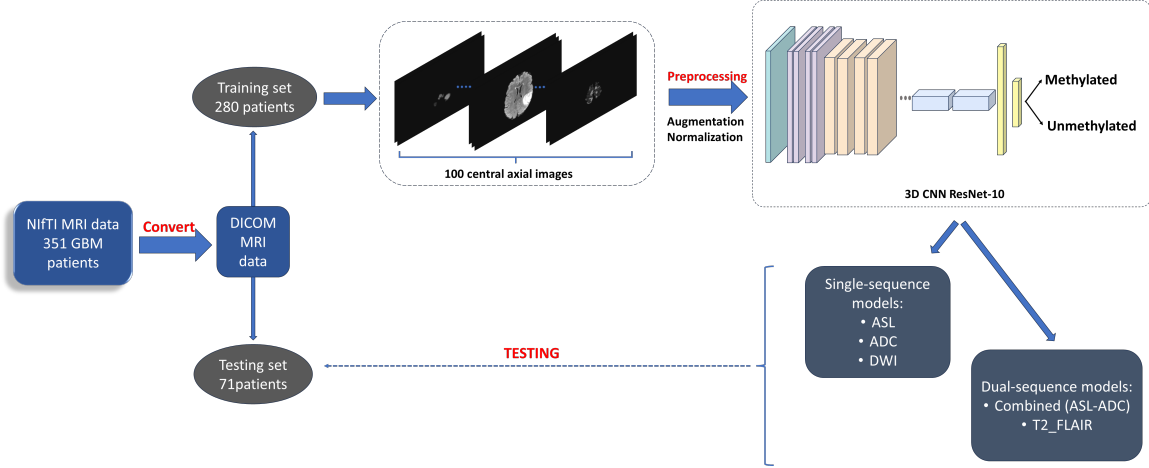 NIfTI MRI data
351 GBM
patients
Convert
DICOM
MRI
data
Training set
280 patients
Testing set
71patients
100 central axial images
Preprocessing
Augmentation
Normalization
Methylated
Unmethylated
3D CNN ResNet-10
Single-sequence
models:
• ASL
• ADC
• DWI
Dual-sequence models:
• Combined (ASL-ADC)
• T2_FLAIR
TESTING